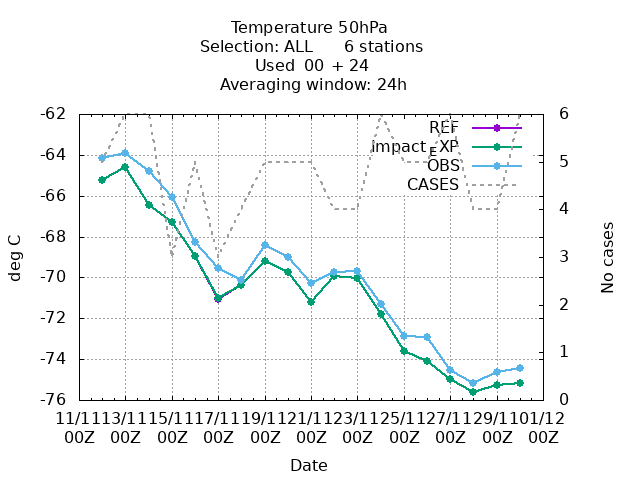 Temperature 50hPa
Selection: ALL 6 stations
Used 00 + 24
Averaging window: 24h
REF
impact_EXP
OBS
CASES
deg C
No cases
-62
-64
-66
-68
-70
-72
-74
-76
6
5
4
3
2
1
0
11/11 13/11 15/11 17/11 19/11 21/11 23/11 25/11 27/11 29/11 01/12
00Z 00Z 00Z 00Z 00Z 00Z 00Z 00Z 00Z 00Z 00Z
Date